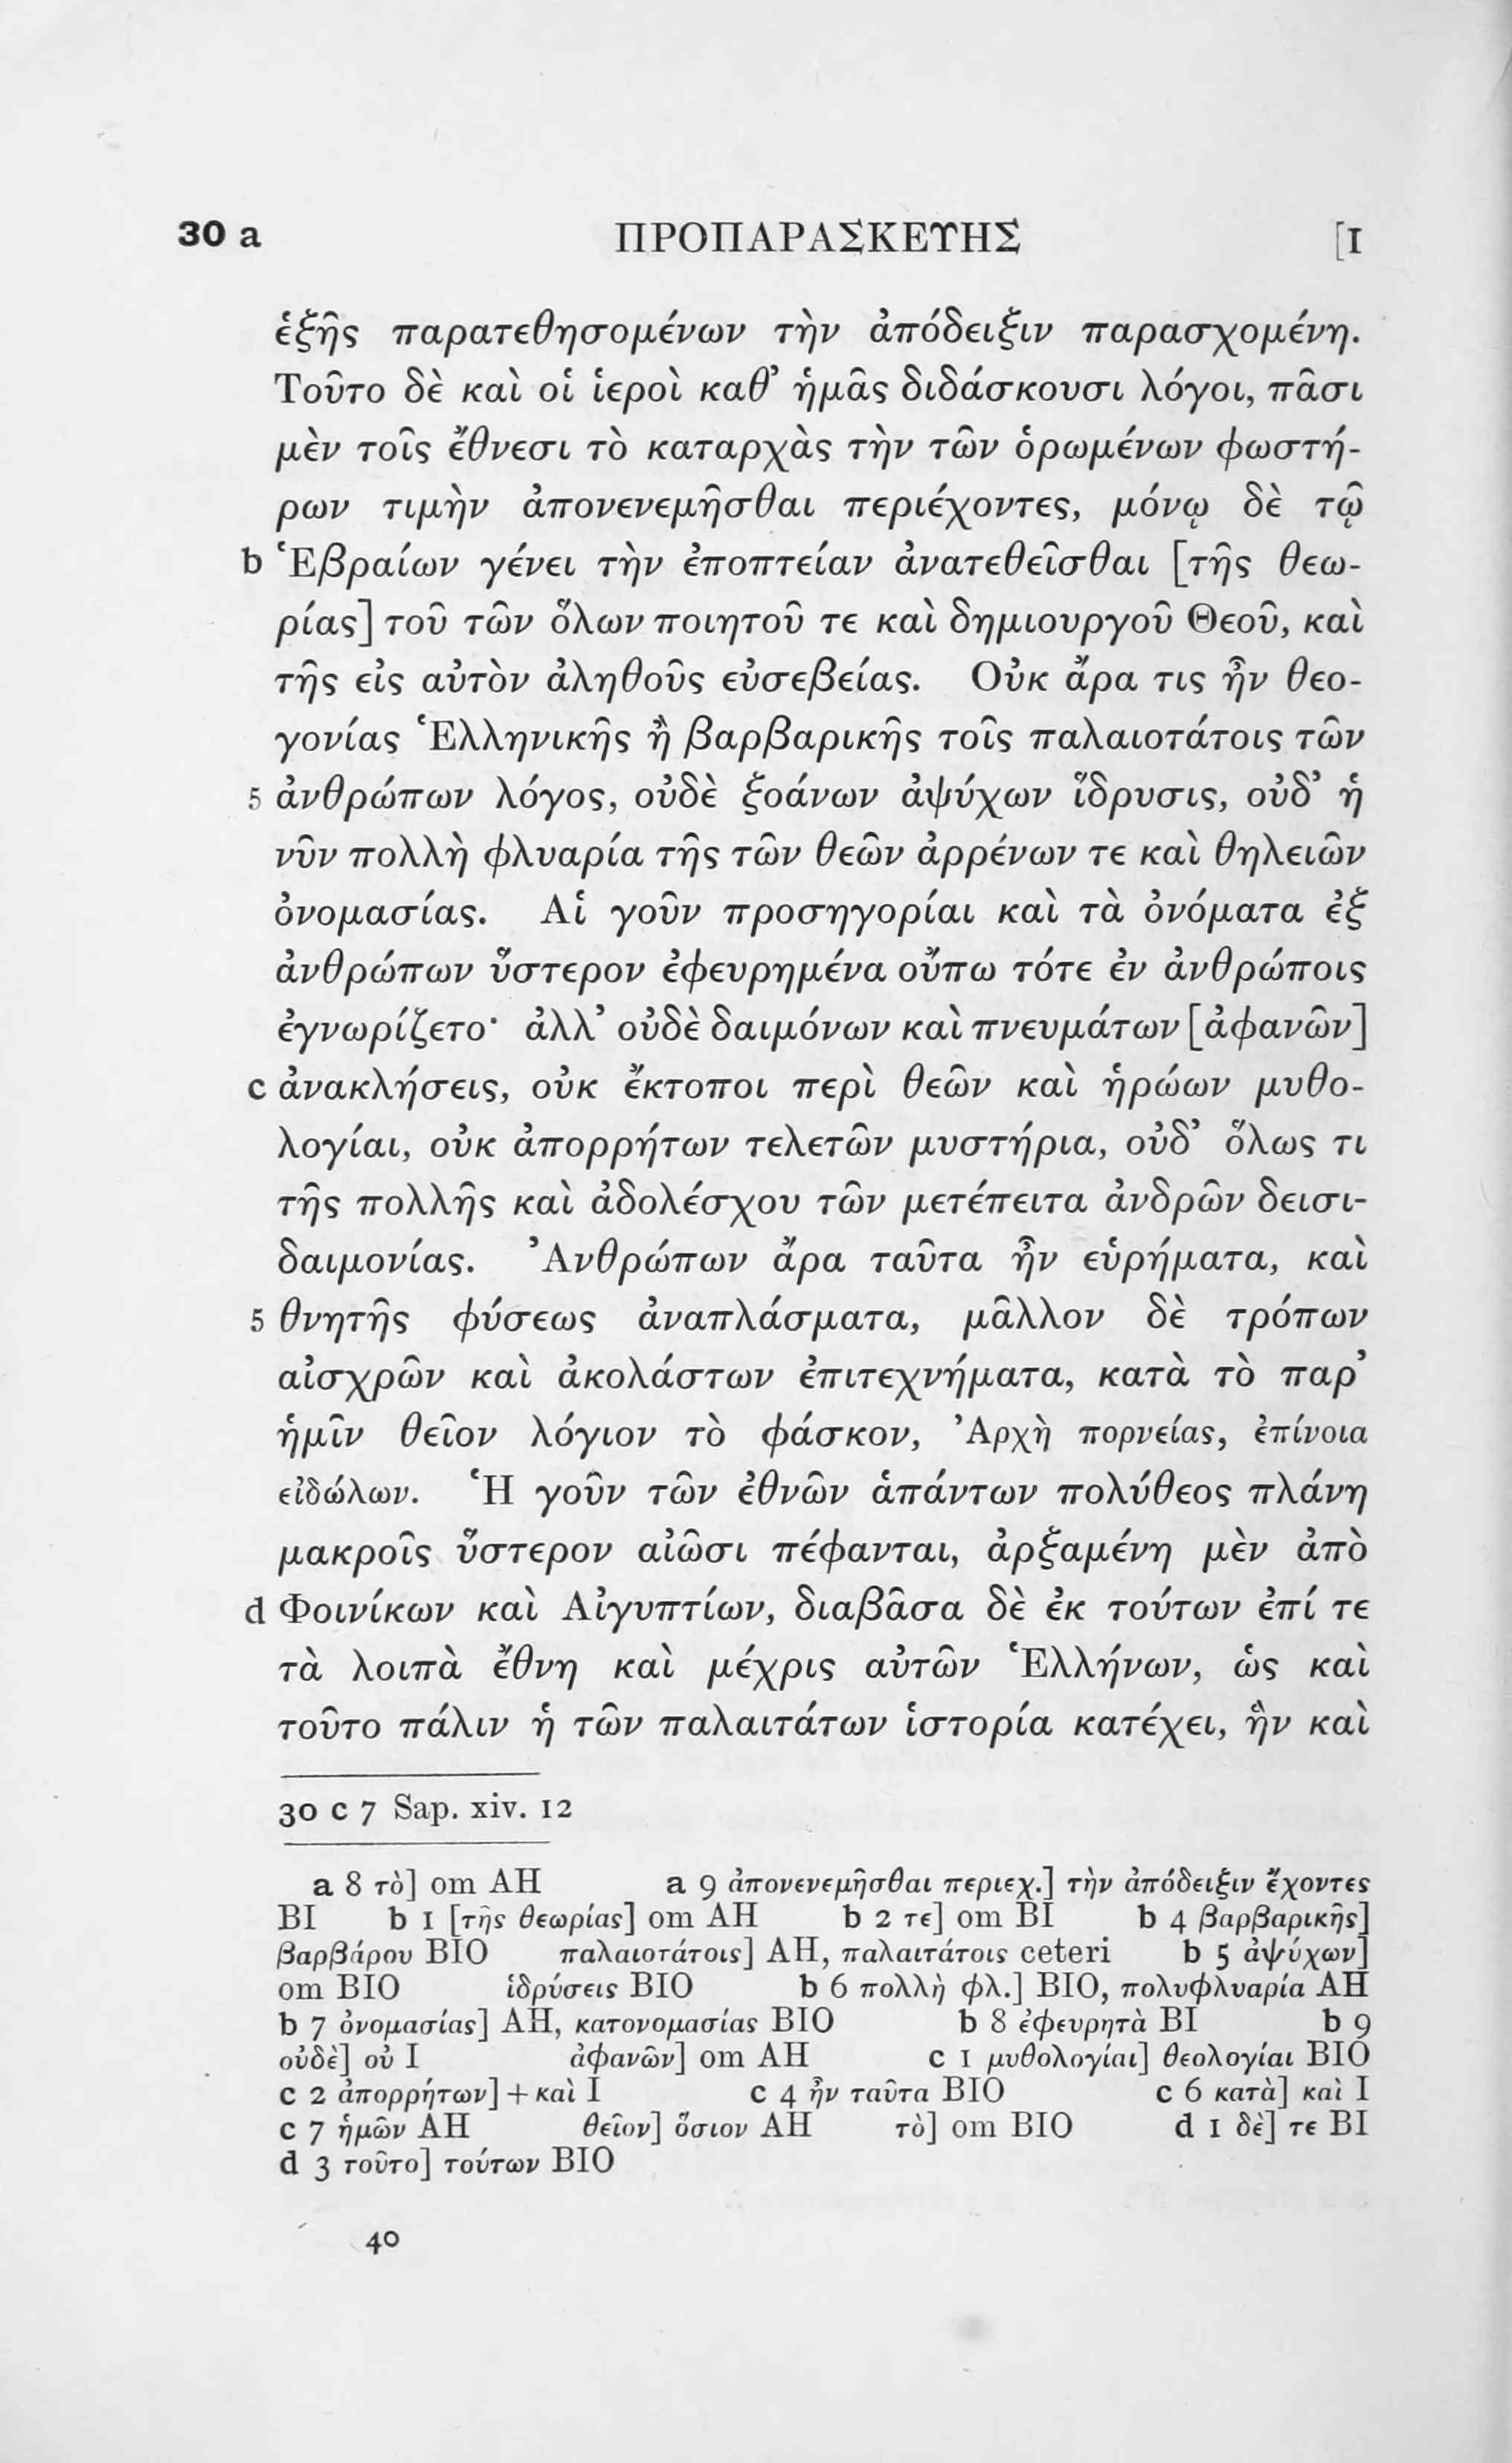 30 a ΠΡΟΠΑΡΑΣΚΕΥΗΣ [I
ἑξῆς παρατεθησομένων τὴν ἀπόδειξιν παρασχομένη.
Τοῦτο δὲ καὶ οἱ ἱεροὶ καθ’ ἡμᾶς διδάσκουσι λόγοι, πᾶσι
μὲν τοῖς ἔθνεσι τὸ καταρχὰς τὴν τῶν ὁρωμένων φωστή-
ρων τιμὴν ἀπονενεμῆσθαι περιέχοντες, μόνῳ δὲ τῷ
b Ἑβραίων γένει τὴν ἐποπτείαν ἀνατεθεῖσθαι [τῆς θεω-
ρίας] τοῦ τῶν ὅλων ποιητοῦ τε καὶ δημιουργοῦ Θεοῦ, καὶ
τῆς εἰς αὐτὸν ἀληθοῦς εὐσεβείας. Οὐκ ἄρα τις ἦν θεο-
γονίας Ἑλληνικῆς ἢ βαρβαρικῆς τοῖς παλαιοτάτοις τῶν
5 ἀνθρώπων λόγος, οὐδὲ ξοάνων ἀψύχων ἵδρυσις, οὐδ’ ἡ
νῦν πολλὴ φλυαρία τῆς τῶν θεῶν ἀρρένων τε καὶ θηλειῶν
ὀνομασίας. Αἱ γοῦν προσηγορίαι καὶ τὰ ὀνόματα ἐξ
ἀνθρώπων ὕστερον ἐφευρημένα οὔπω τότε ἐν ἀνθρώποις
ἐγνωρίζετο· ἀλλ’ οὐδὲ δαιμόνων καὶ πνευμάτων [ἀφανῶν]
c ἀνακλήσεις, οὐκ ἔκτοποι περὶ θεῶν καὶ ἡρώων μυθο-
λογίαι, οὐκ ἀπορρήτων τελετῶν μυστήρια, οὐδ’ ὅλως τι
τῆς πολλῆς καὶ ἀδολέσχου τῶν μετέπειτα ἀνδρῶν δεισι-
δαιμονίας. Ἀνθρώπων ἄρα ταῦτα ἦν εὑρήματα, καὶ
5 θνητῆς φύσεως ἀναπλάσματα, μᾶλλον δὲ τρόπων
αἰσχρῶν καὶ ἀκολάστων ἐπιτεχνήματα, κατὰ τὸ παρ’
ἡμῖν θεῖον λόγιον τὸ φάσκον, Ἀρχὴ πορνείας, ἐπίνοια
εἰδώλων. Ἡ γοῦν τῶν ἐθνῶν ἁπάντων πολύθεος πλάνη
μακροῖς ὕστερον αἰῶσι πέφανται, ἀρξαμένη μὲν ἀπὸ
d Φοινίκων καὶ Αἰγυπτίων, διαβᾶσα δὲ ἐκ τούτων ἐπί τε
τὰ λοιπὰ ἔθνη καὶ μέχρις αὐτῶν Ἑλλήνων, ὡς καὶ
τοῦτο πάλιν ἡ τῶν παλαιτάτων ἱστορία κατέχει, ἣν καὶ
30 c 7 Sap. xiv. 12
a 8 τὸ] om AH a 9 ἀπονενεμῆσθαι περιεχ.] τὴν ἀπόδειξιν ἔχοντες
BI b 1 [τῆς θεωρίας] om AH b 2 τε] om BI b 4 βαρβαρικῆς]
βαρβάρου BIO παλαιοτάτοις] AH, παλαιτάτοις ceteri b 5 ἀψύχων]
om BIO ἱδρύσεις BIO b 6 πολλὴ φλ.] BIO, πολυφλυαρία AH
b 7 ὀνομασίας] AH, κατονομασίας BIO b 8 ἐφευρητὰ BI b 9
οὐδὲ] οὐ I ἀφανῶν] om AH c 1 μυθολογίαι] θεολογίαι BIO
c 2 ἀπορρήτων] + καὶ I c 4 ἦν ταῦτα BIO c 6 κατὰ] καὶ I
c 7 ἡμῶν AH θεῖον] ὅσιον AH τὸ] om BIO d 1 δὲ] τε BI
d 3 τοῦτο] τούτων BIO
40